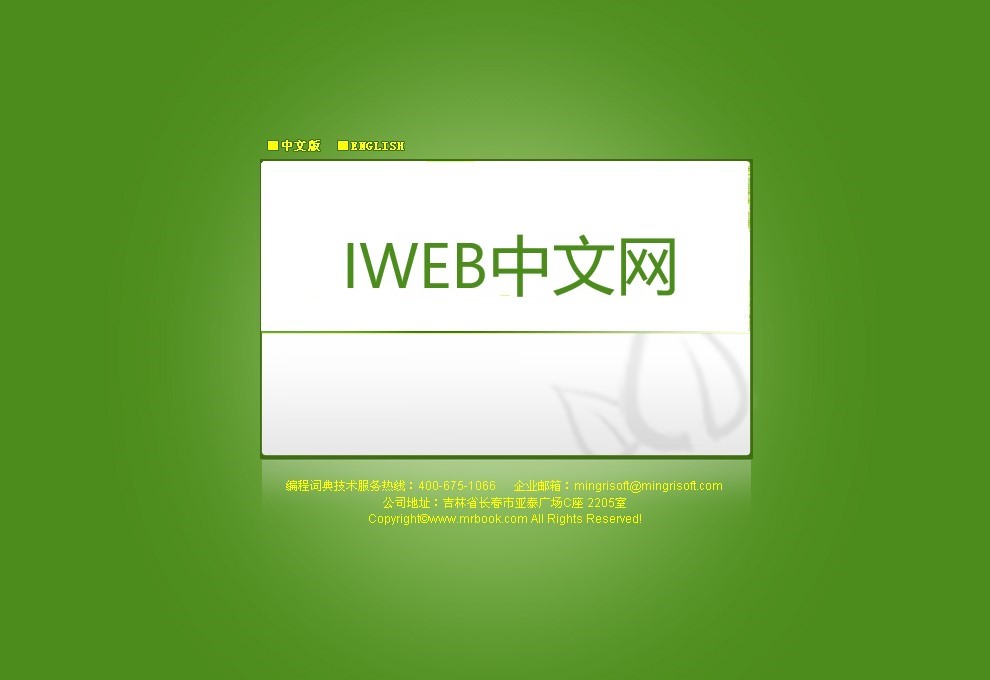 ■中文版 ■ENGLISH
IWEB中文网
编程词典技术服务热线：400-675-1066 企业邮箱：mingrisoft@mingrisoft.com
公司地址：吉林省长春市亚泰广场C座 2205室
Copyright©www.mrbook.com All Rights Reserved!